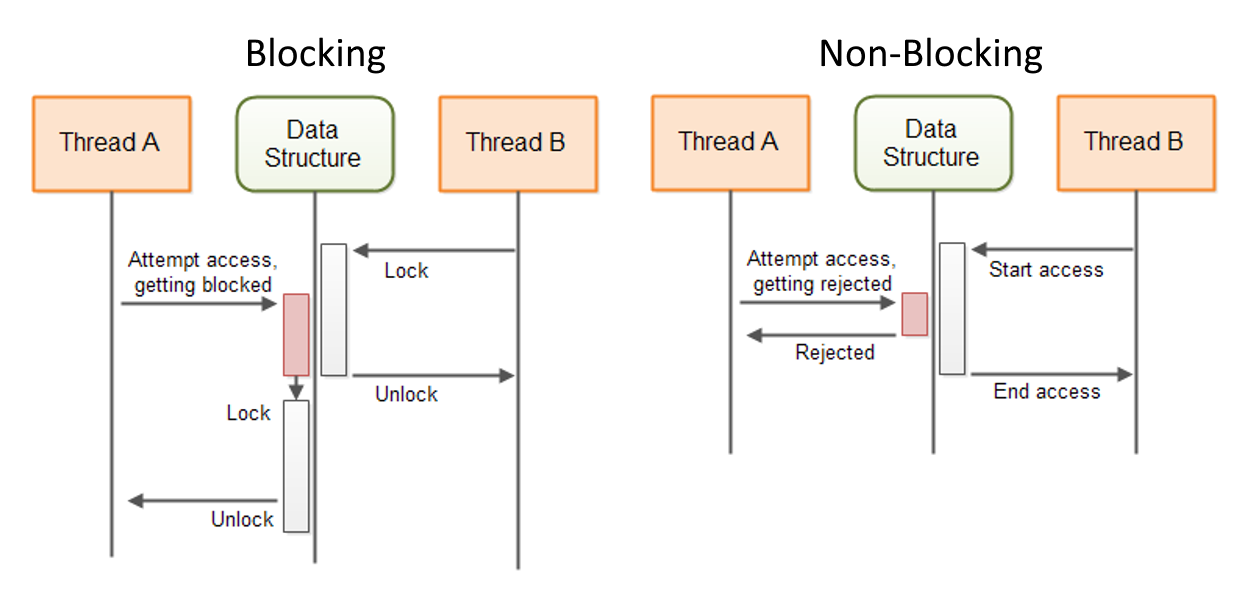 Blocking
Thread A
Data
Structure
Thread B
Attempt access,
getting blocked
Lock
Unlock
Lock
Unlock
Non-Blocking
Thread A
Data
Structure
Thread B
Attempt access,
getting rejected
Start access
Rejected
End access